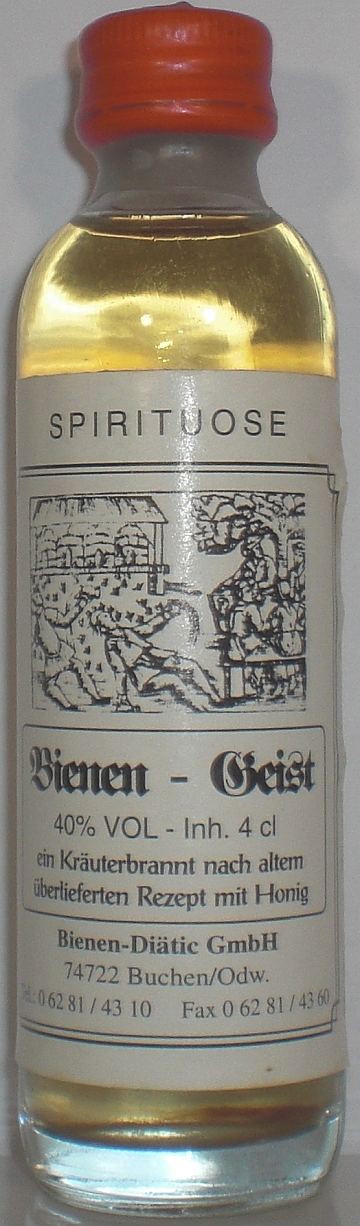 SPIRITUOSE
Bienen - Geist
40% VOL - Inh. 4 cl
ein Kräuterbrannt nach altem
überlieferten Rezept mit Honig
Bienen-Diätic GmbH
74722 Buchen/Odw.
Tel.: 0 62 81 / 43 10 Fax 0 62 81 / 43 60